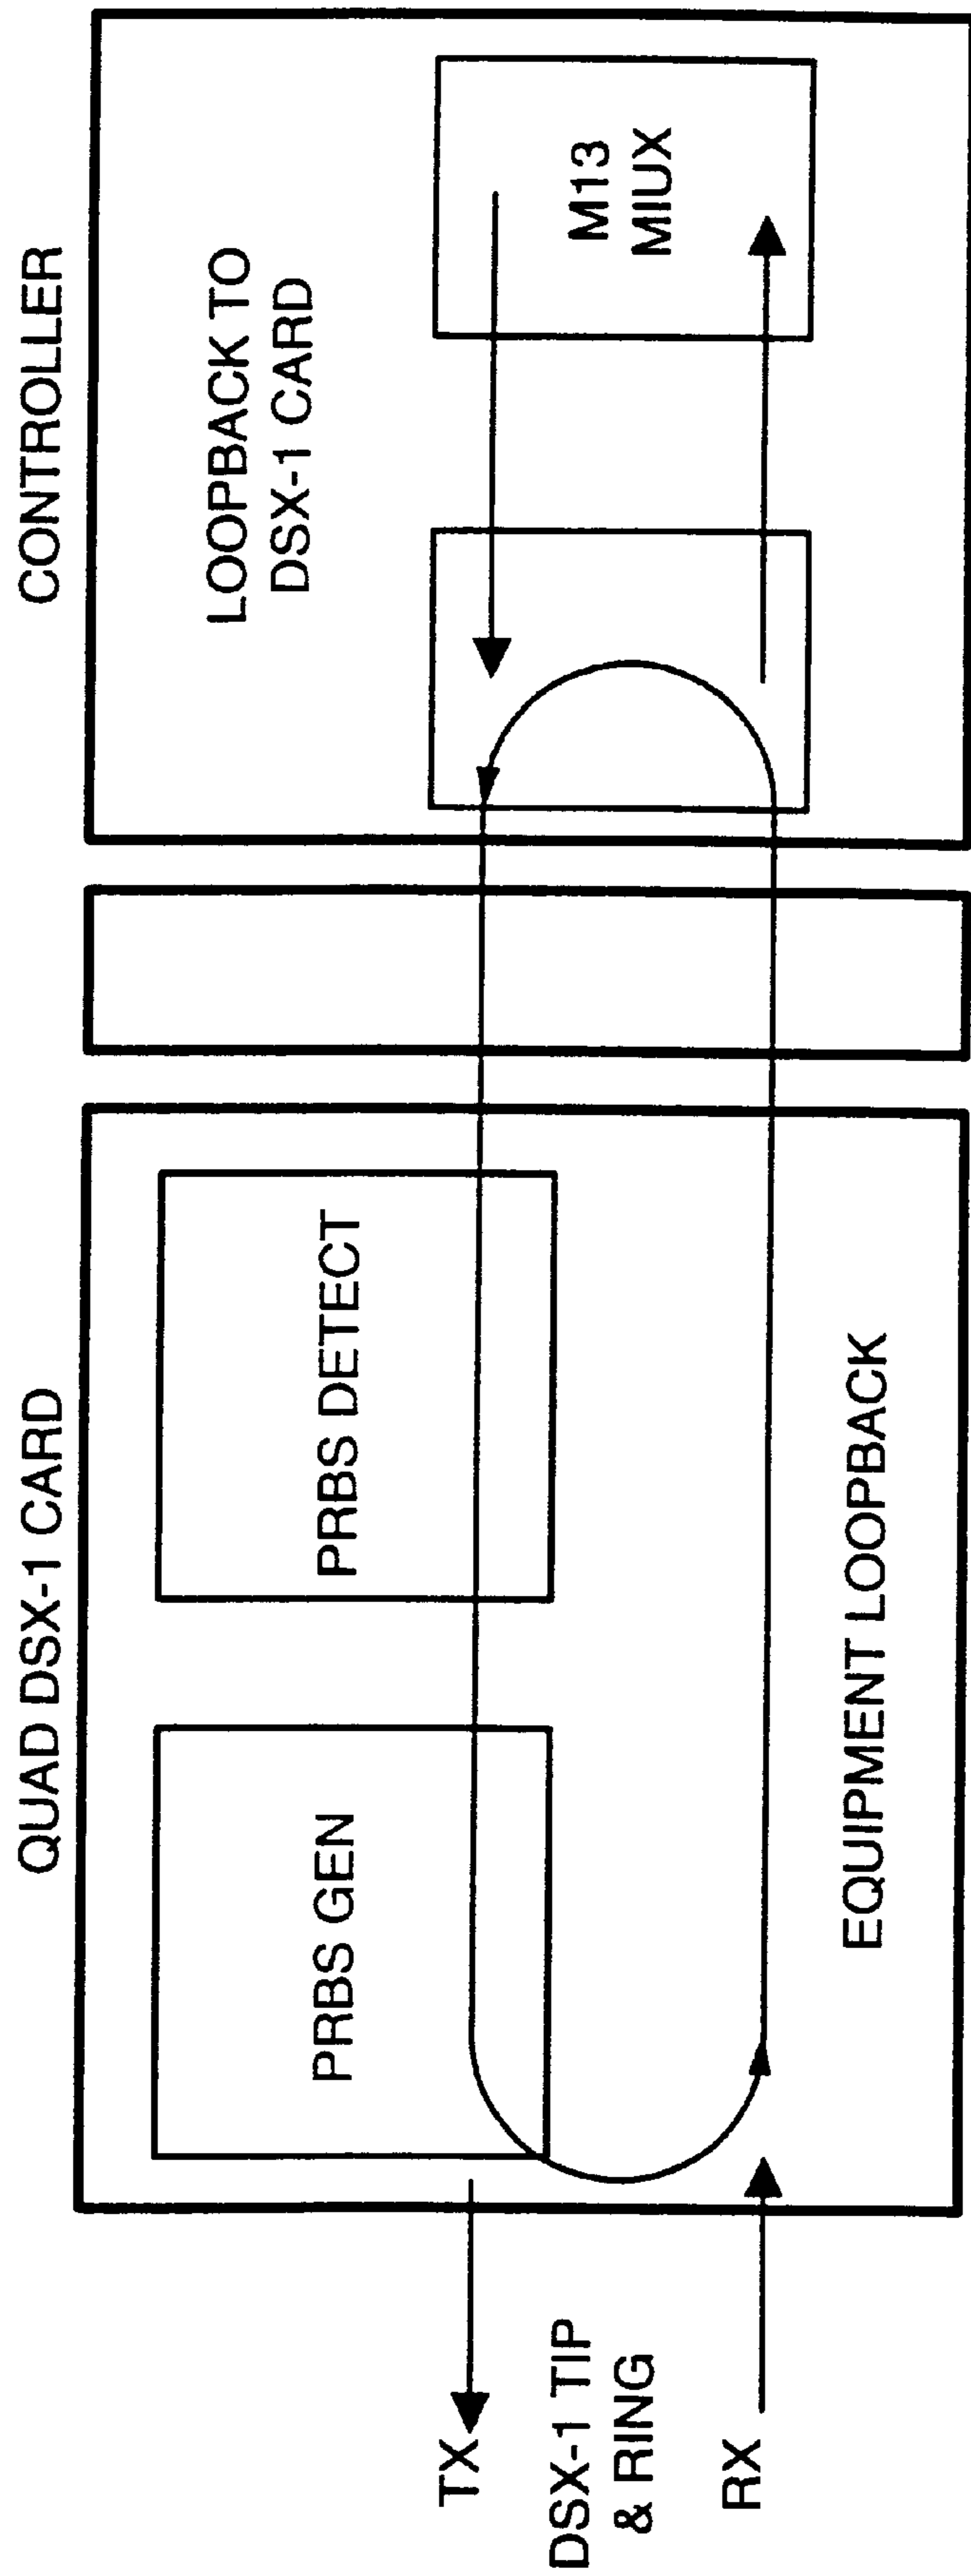 QUAD DSX-1 CARD
CONTROLLER
PRBS GEN
PRBS DETECT
LOOPBACK TO
DSX-1 CARD
M13
MIUX
TX
DSX-1 TIP
& RING
RX
EQUIPMENT LOOPBACK